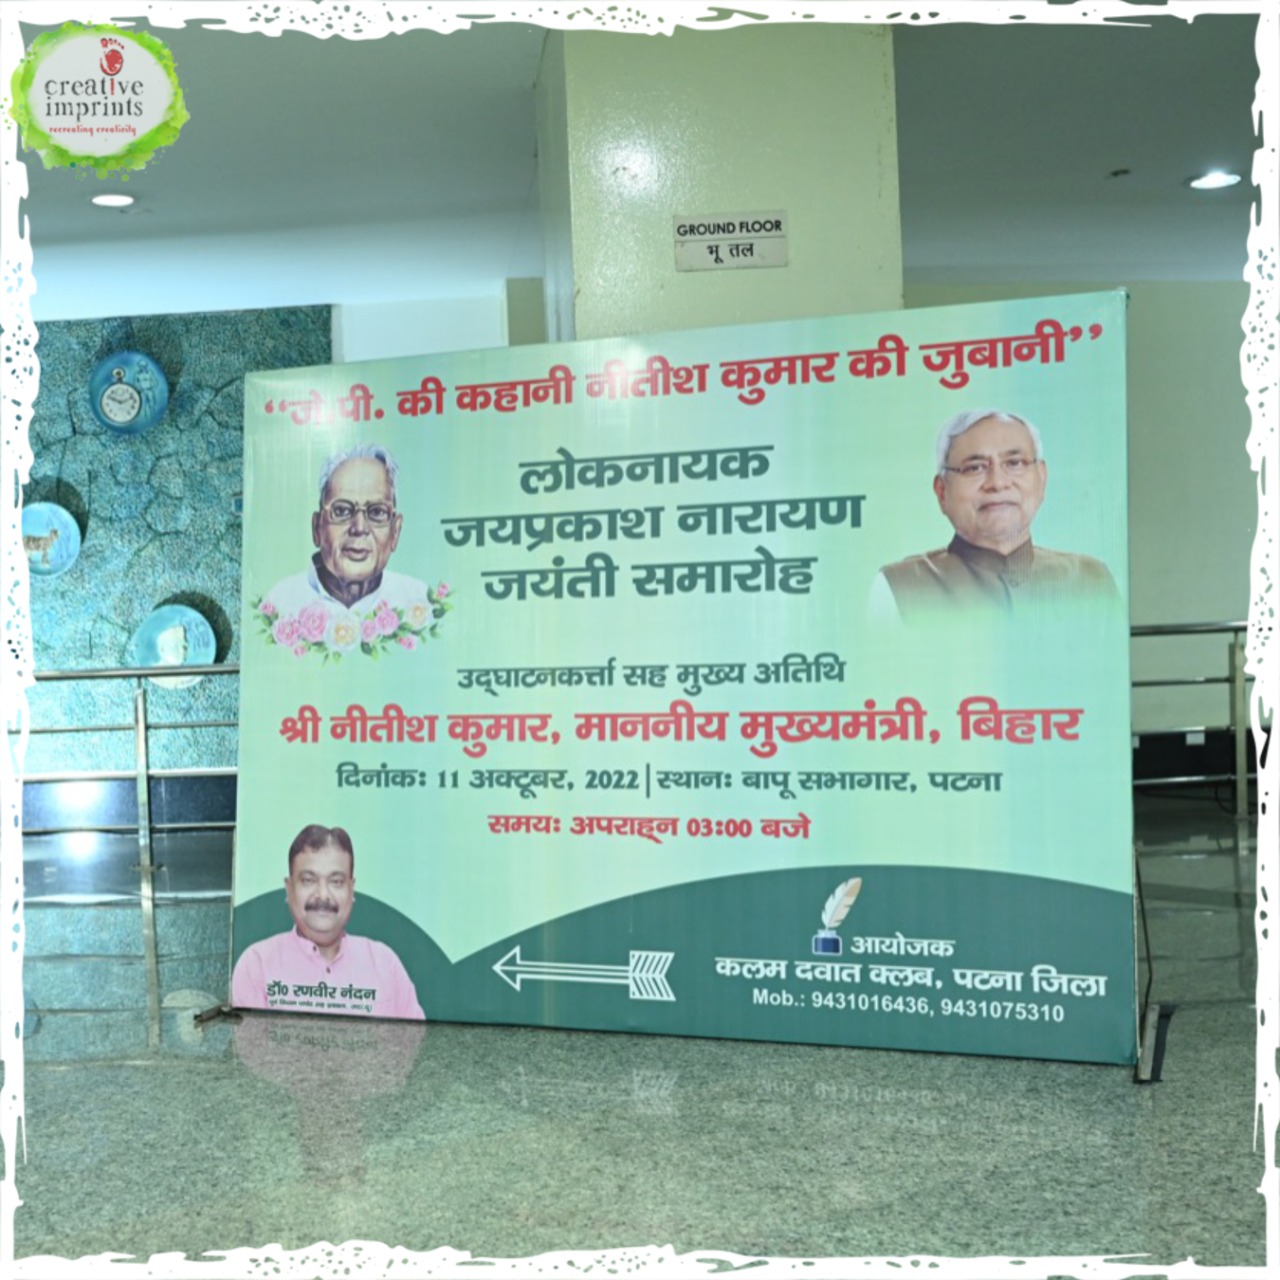 creative
imprints
recreating creativity
GROUND FLOOR
भू तल
“जे.पी. की कहानी नीतीश कुमार की जुबानी”
लोकनायक
जयप्रकाश नारायण
जयंती समारोह
उद्घाटनकर्त्ता सह मुख्य अतिथि
श्री नीतीश कुमार, माननीय मुख्यमंत्री, बिहार
दिनांकः 11 अक्टूबर, 2022 | स्थानः बापू सभागार, पटना
समयः अपराह्न 03:00 बजे
डॉ० रणवीर नंदन
आयोजक
कलम दवात क्लब, पटना जिला
Mob.: 9431016436, 9431075310